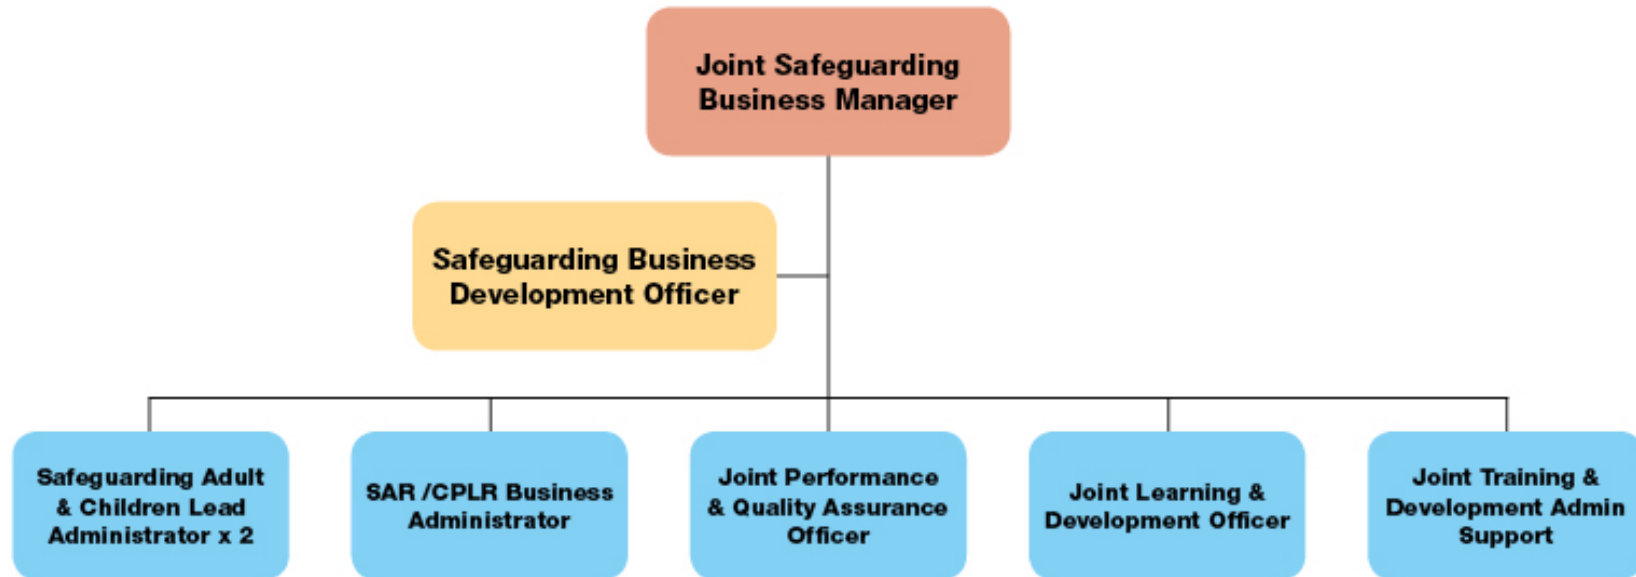 Joint Safeguarding
Business Manager
Safeguarding Business
Development Officer
Safeguarding Adult
& Children Lead
Administrator x 2
SAR /CPLR Business
Administrator
Joint Performance
& Quality Assurance
Officer
Joint Learning &
Development Officer
Joint Training &
Development Admin
Support